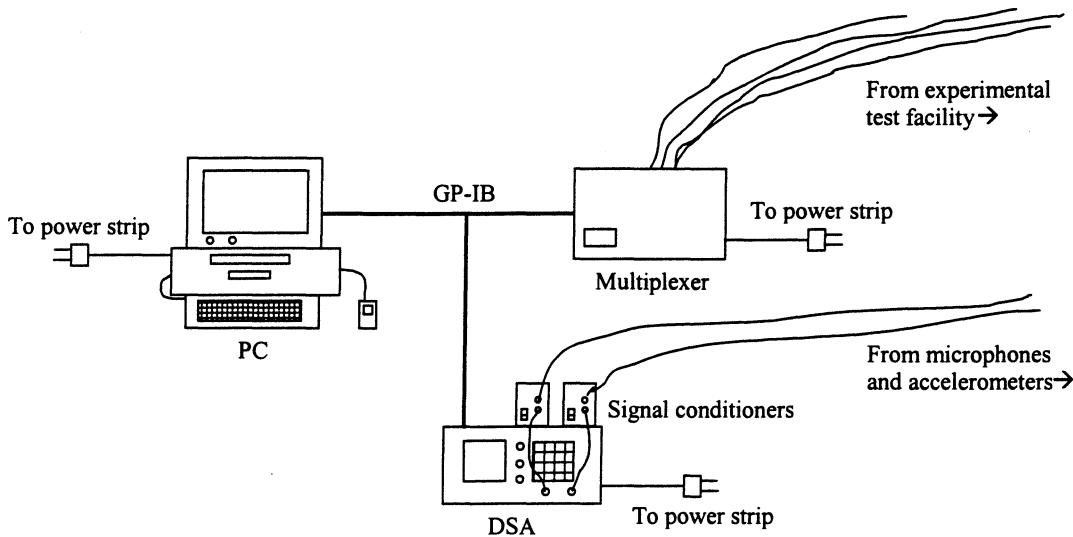 From experimental
test facility→
GP-IB
To power strip
To power strip
Multiplexer
PC
From microphones
and accelerometers→
Signal conditioners
To power strip
DSA